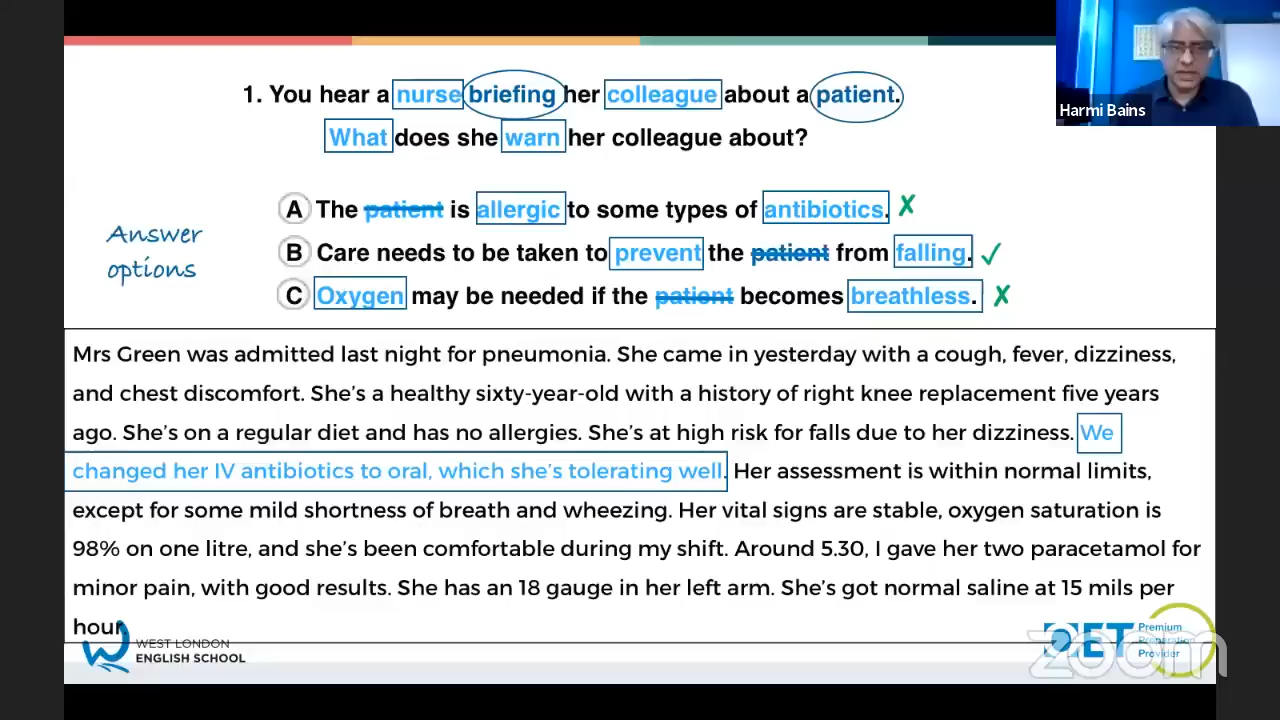 1. You hear a nurse briefing her colleague about a patient.
What does she warn her colleague about?
Harmi Bains
Answer
options
A The patient is allergic to some types of antibiotics. ✗
B Care needs to be taken to prevent the patient from falling. ✓
C Oxygen may be needed if the patient becomes breathless. ✗
Mrs Green was admitted last night for pneumonia. She came in yesterday with a cough, fever, dizziness,
and chest discomfort. She's a healthy sixty-year-old with a history of right knee replacement five years
ago. She's on a regular diet and has no allergies. She's at high risk for falls due to her dizziness. We
changed her IV antibiotics to oral, which she's tolerating well. Her assessment is within normal limits,
except for some mild shortness of breath and wheezing. Her vital signs are stable, oxygen saturation is
98% on one litre, and she's been comfortable during my shift. Around 5.30, I gave her two paracetamol for
minor pain, with good results. She has an 18 gauge in her left arm. She's got normal saline at 15 mils per
hour
WEST LONDON
ENGLISH SCHOOL
OET
Premium
Preparation
Provider
zoom